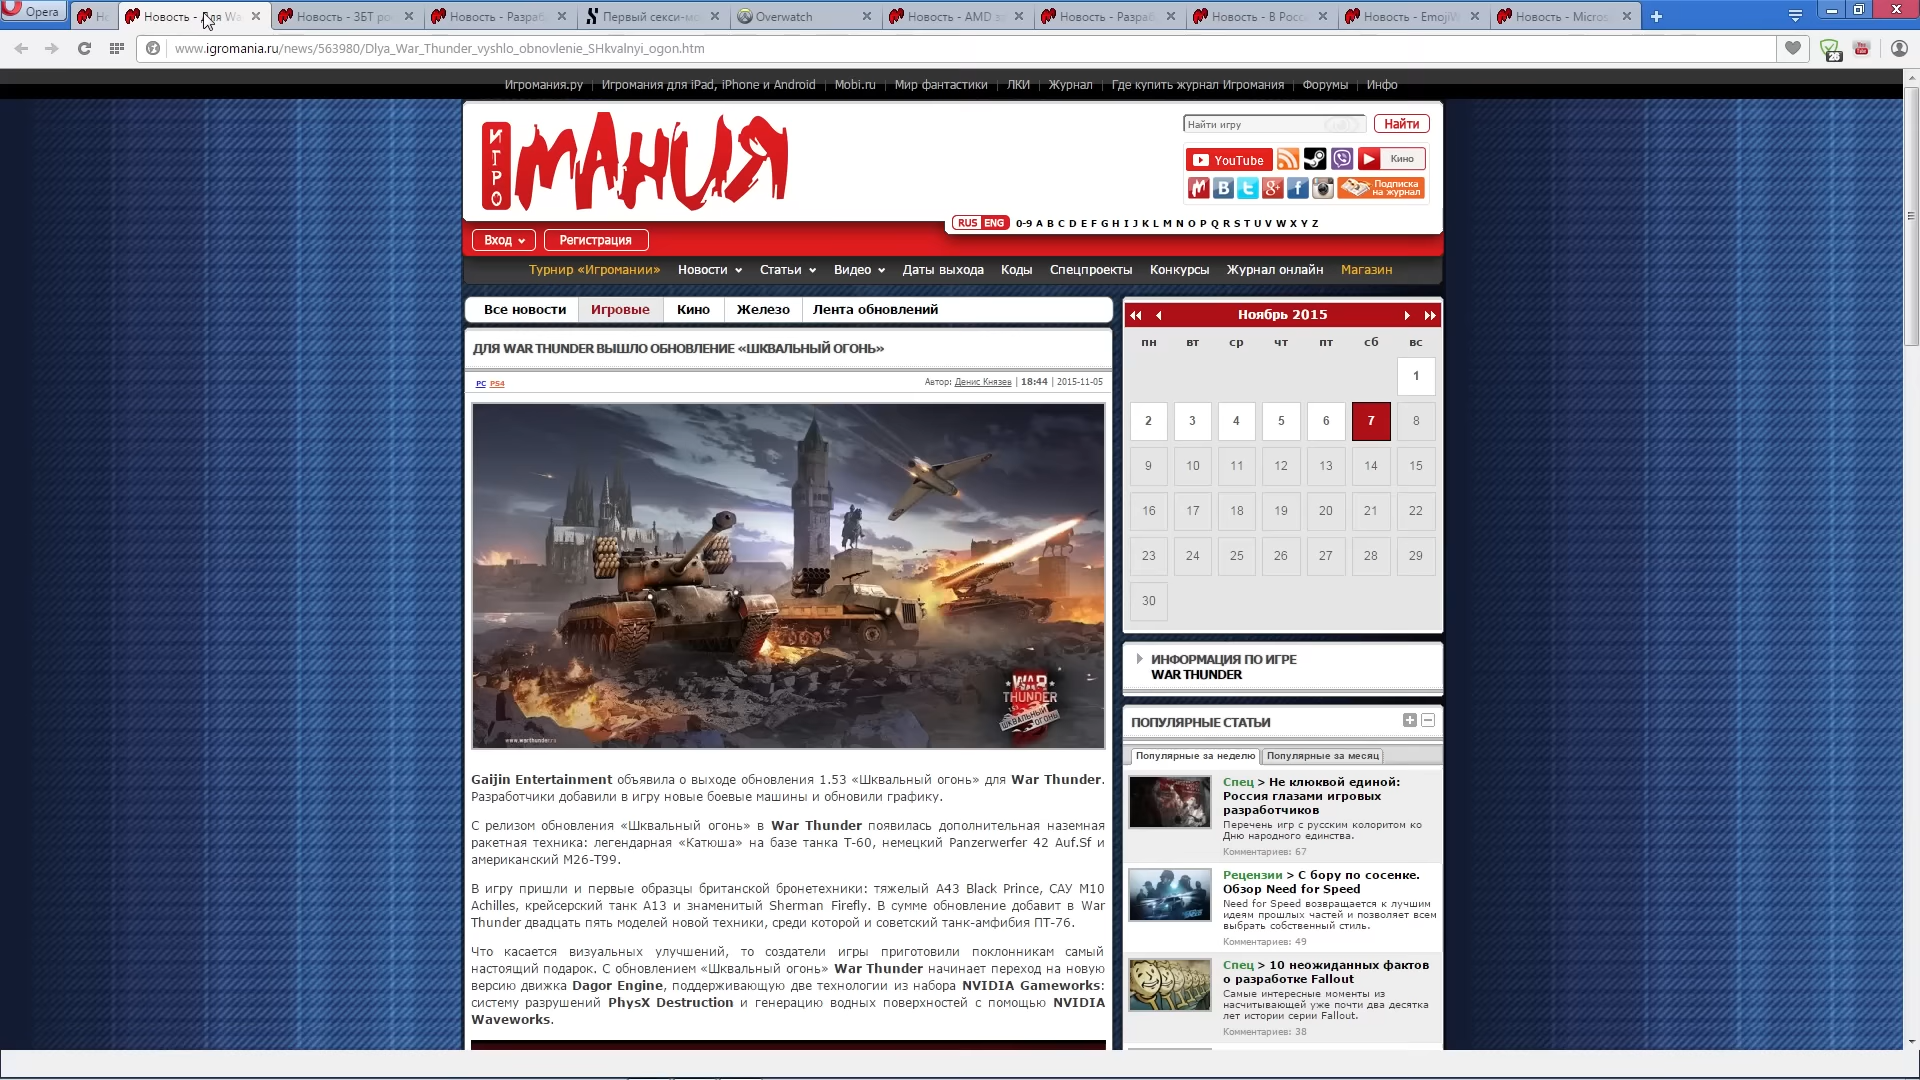 Opera
Новость - Для Wa
Новость - ЗБТ ро
Новость - Разраб
Первый секси-мо
Overwatch
Новость - AMD з
Новость - Разраб
Новость - В Росс
Новость - EmojiW
Новость - Micros
www.igromania.ru/news/563980/Dlya_War_Thunder_vyshlo_obnovlenie_SHkvalnyi_ogon.htm
Игромания.ру | Игромания для iPad, iPhone и Android | Mobi.ru | Мир фантастики | ЛКИ | Журнал | Где купить журнал Игромания | Форумы | Инфо
ИГРО
МАНИЯ
Найти игру
Найти
YouTube
Кино
Подписка
на журнал
RUS ENG 0-9 A B C D E F G H I J K L M N O P Q R S T U V W X Y Z
Вход
Регистрация
Турнир «Игромании» Новости Статьи Видео Даты выхода Коды Спецпроекты Конкурсы Журнал онлайн Магазин
Все новости Игровые Кино Железо Лента обновлений
ДЛЯ WAR THUNDER ВЫШЛО ОБНОВЛЕНИЕ «ШКВАЛЬНЫЙ ОГОНЬ»
PC PS4
Автор: Денис Князев | 18:44 | 2015-11-05
WAR
THUNDER
ШКВАЛЬНЫЙ
ОГОНЬ
Gaijin Entertainment объявила о выходе обновления 1.53 «Шквальный огонь» для War Thunder.
Разработчики добавили в игру новые боевые машины и обновили графику.
С релизом обновления «Шквальный огонь» в War Thunder появилась дополнительная наземная
ракетная техника: легендарная «Катюша» на базе танка Т-60, немецкий Panzerwerfer 42 Auf.Sf и
американский M26-T99.
В игру пришли и первые образцы британской бронетехники: тяжелый A43 Black Prince, САУ M10
Achilles, крейсерский танк A13 и знаменитый Sherman Firefly. В сумме обновление добавит в War
Thunder двадцать пять моделей новой техники, среди которой и советский танк-амфибия ПТ-76.
Что касается визуальных улучшений, то создатели игры приготовили поклонникам самый
настоящий подарок. С обновлением «Шквальный огонь» War Thunder начинает переход на новую
версию движка Dagor Engine, поддерживающую две технологии из набора NVIDIA Gameworks:
систему разрушений PhysX Destruction и генерацию водных поверхностей с помощью NVIDIA
Waveworks.
Ноябрь 2015
пн вт ср чт пт сб вс
1
2 3 4 5 6 7 8
9 10 11 12 13 14 15
16 17 18 19 20 21 22
23 24 25 26 27 28 29
30
ИНФОРМАЦИЯ ПО ИГРЕ
WAR THUNDER
ПОПУЛЯРНЫЕ СТАТЬИ
Популярные за неделю Популярные за месяц
Спец > Не клюквой единой:
Россия глазами игровых
разработчиков
Перечень игр с русским колоритом ко
Дню народного единства.
Комментариев: 67
Рецензии > С бору по сосенке.
Обзор Need for Speed
Need for Speed возвращается к лучшим
идеям прошлых частей и позволяет всем
выбрать собственный стиль.
Комментариев: 49
Спец > 10 неожиданных фактов
о разработке Fallout
Самые интересные моменты из
насчитывающей уже почти два десятка
лет истории серии Fallout.
Комментариев: 38